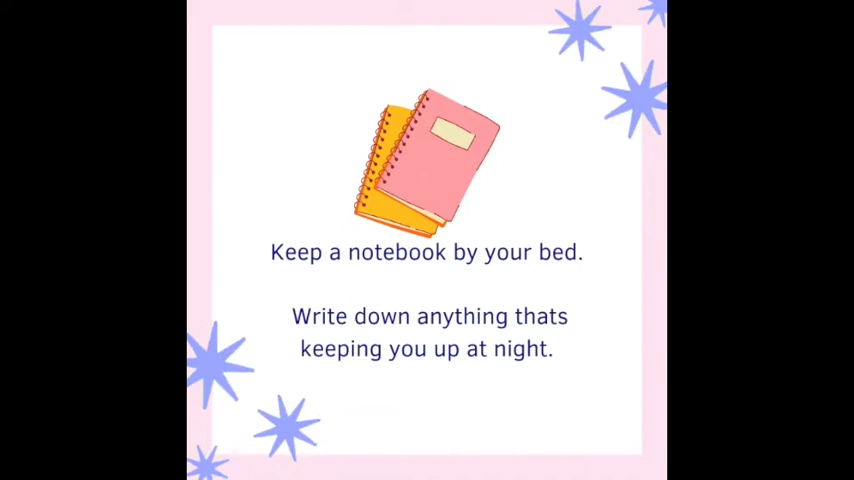 Keep a notebook by your bed.
Write down anything thats
keeping you up at night.